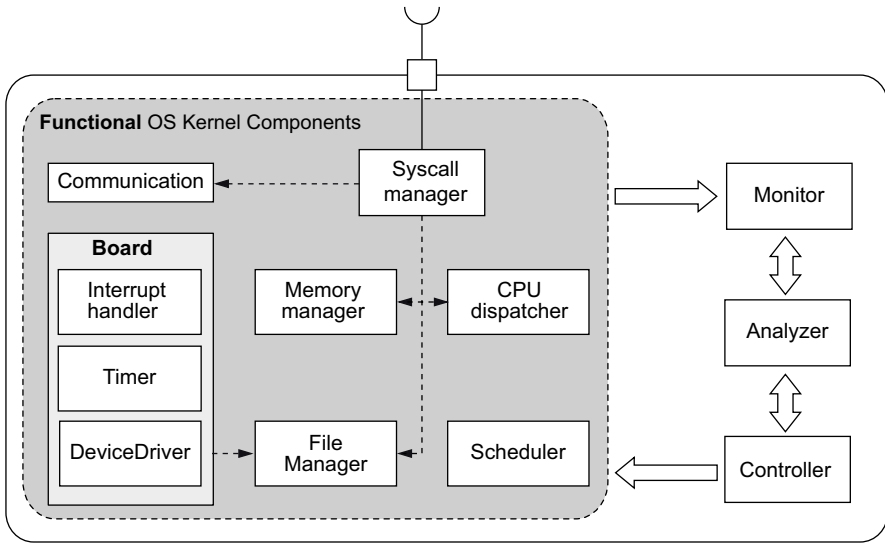 Functional OS Kernel Components
Communication
Syscall
manager
Monitor
Board
Interrupt
handler
Memory
manager
CPU
dispatcher
Analyzer
Timer
DeviceDriver
File
Manager
Scheduler
Controller